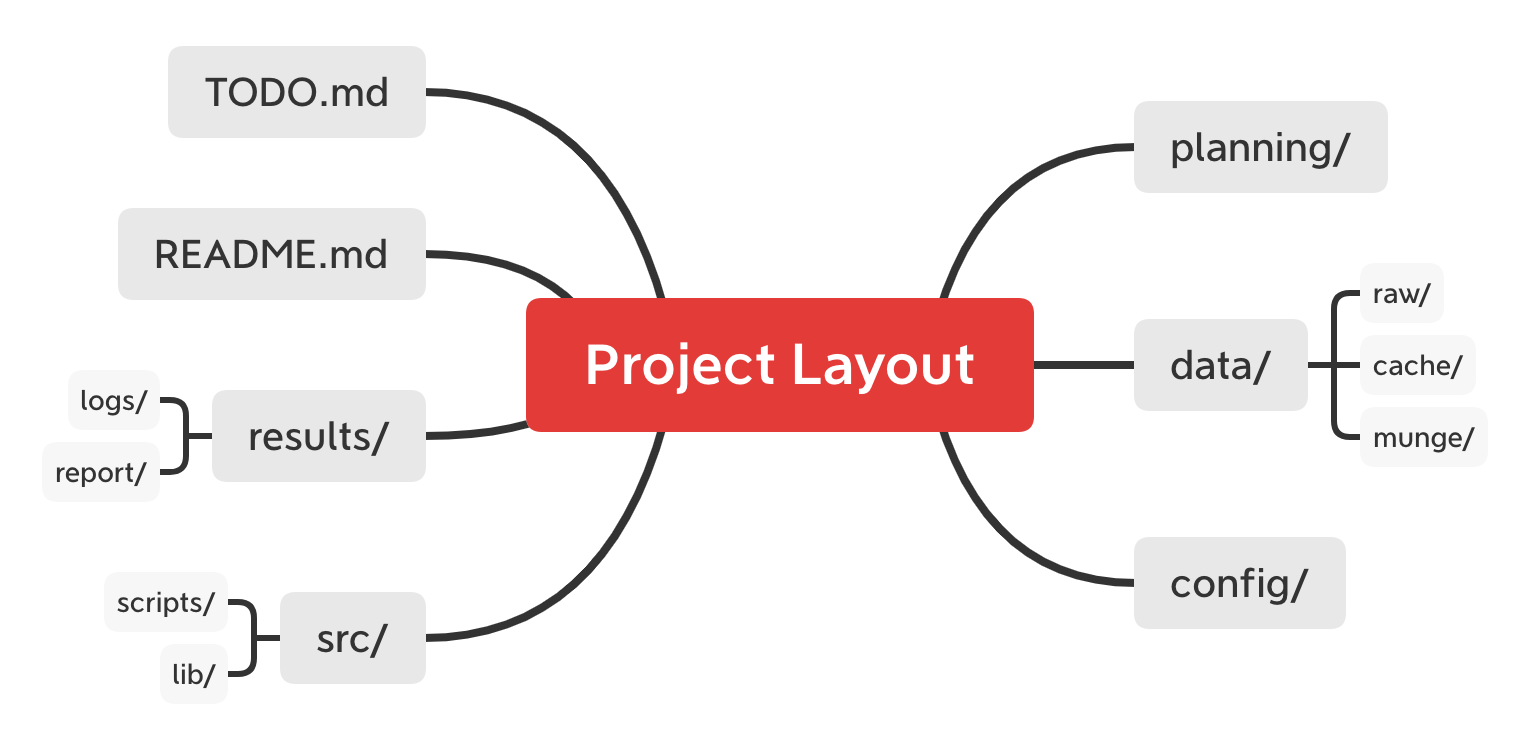 TODO.md
README.md
logs/
report/
results/
scripts/
lib/
src/
Project Layout
planning/
data/
raw/
cache/
munge/
config/